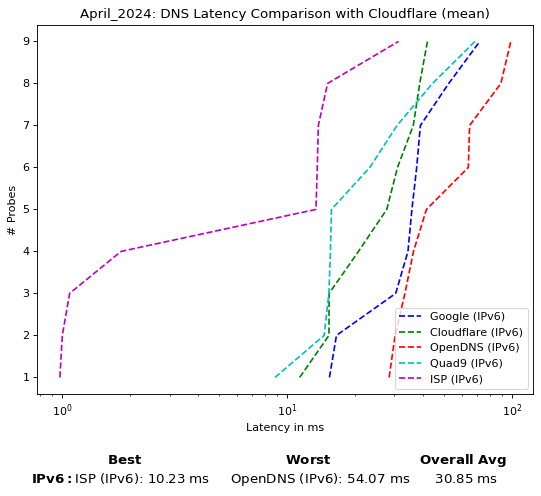 April_2024: DNS Latency Comparison with Cloudflare (mean)
9
8
7
6
5
4
3
2
1
# Probes
Google (IPv6)
Cloudflare (IPv6)
OpenDNS (IPv6)
Quad9 (IPv6)
ISP (IPv6)
10⁰ 10¹ 10²
Latency in ms
Best Worst Overall Avg
IPv6: ISP (IPv6): 10.23 ms OpenDNS (IPv6): 54.07 ms 30.85 ms